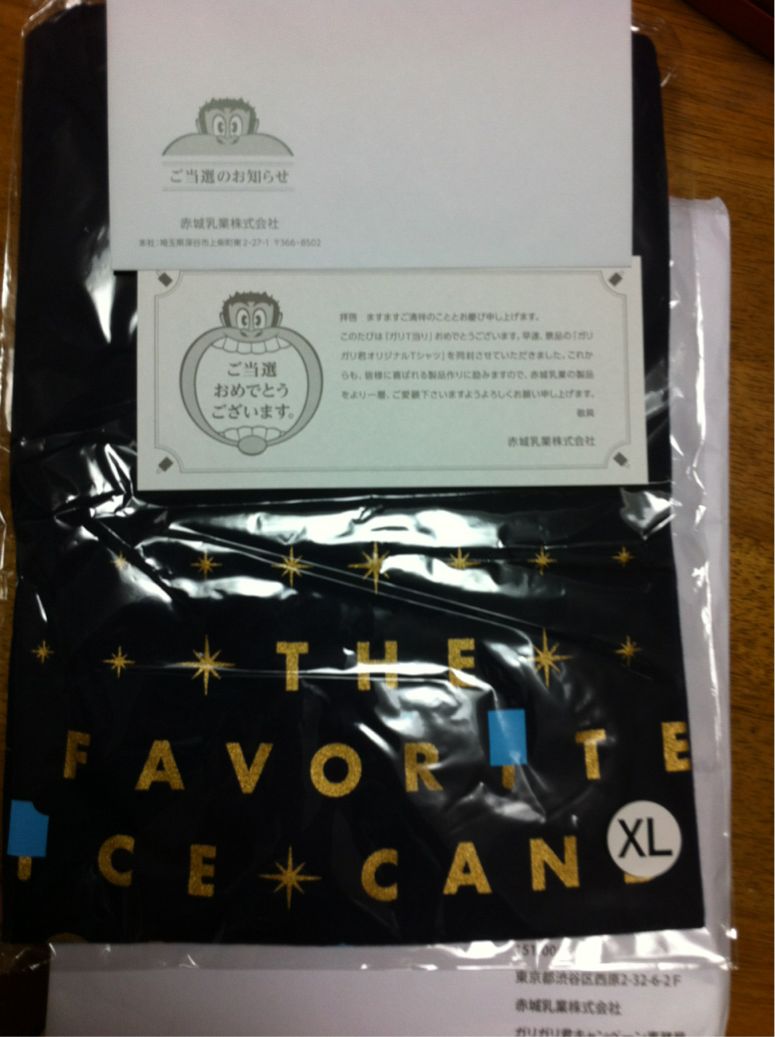 ご当選のお知らせ
赤城乳業株式会社
本社:埼玉県深谷市上柴町東2-27-1 〒366-8502
ご当選
おめでとう
ございます。
拝啓 ますますご清祥のこととお慶び申し上げます。
このたびは「ガリT当り」おめでとうございます。早速、景品の「ガリ
ガリ君オリジナルTシャツ」を同封させていただきました。これか
らも、皆様に喜ばれる製品作りに励みますので、赤城乳業の製品
をより一層、ご愛顧下さいますようよろしくお願い申し上げます。
敬具
赤城乳業株式会社
THE
FAVORITE
ICE CAN
XL
東京都渋谷区西原2-32-6-2F
赤城乳業株式会社
ガリガリ君キャンペーン事務局